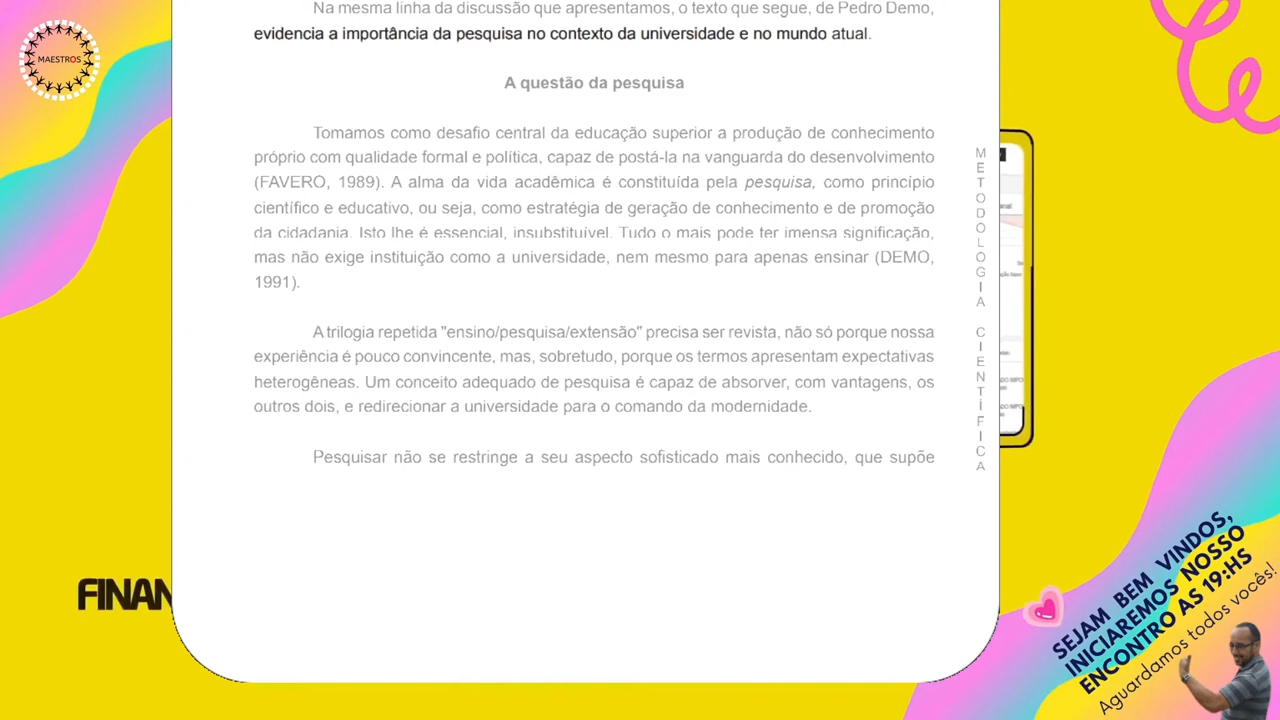 MAESTROS
Na mesma linha da discussão que apresentamos, o texto que segue, de Pedro Demo,
evidencia a importância da pesquisa no contexto da universidade e no mundo atual.
A questão da pesquisa
Tomamos como desafio central da educação superior a produção de conhecimento
próprio com qualidade formal e política, capaz de postá-la na vanguarda do desenvolvimento
(FAVERO, 1989). A alma da vida acadêmica é constituída pela pesquisa, como princípio
científico e educativo, ou seja, como estratégia de geração de conhecimento e de promoção
da cidadania. Isto lhe é essencial, insubstituível. Tudo o mais pode ter imensa significação,
mas não exige instituição como a universidade, nem mesmo para apenas ensinar (DEMO,
1991).
A trilogia repetida "ensino/pesquisa/extensão" precisa ser revista, não só porque nossa
experiência é pouco convincente, mas, sobretudo, porque os termos apresentam expectativas
heterogêneas. Um conceito adequado de pesquisa é capaz de absorver, com vantagens, os
outros dois, e redirecionar a universidade para o comando da modernidade.
Pesquisar não se restringe a seu aspecto sofisticado mais conhecido, que supõe
METODOLOGIA CIENTÍFICA
FINAN
SEJAM BEM VINDOS,
INICIAREMOS NOSSO
ENCONTRO AS 19:HS
Aguardamos todos vocês!